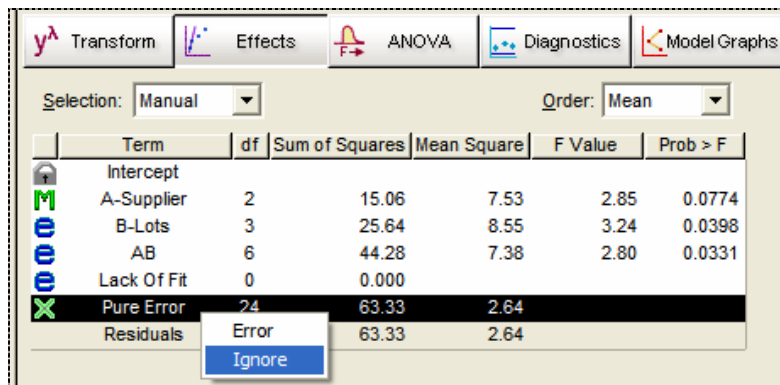 yλ Transform Effects F→ ANOVA Diagnostics Model Graphs
Selection: Manual Order: Mean
Term df Sum of Squares Mean Square F Value Prob > F
Intercept
M A-Supplier 2 15.06 7.53 2.85 0.0774
e B-Lots 3 25.64 8.55 3.24 0.0398
e AB 6 44.28 7.38 2.80 0.0331
e Lack Of Fit 0 0.000
Pure Error 24 63.33 2.64
Residuals 63.33 2.64
Error
Ignore